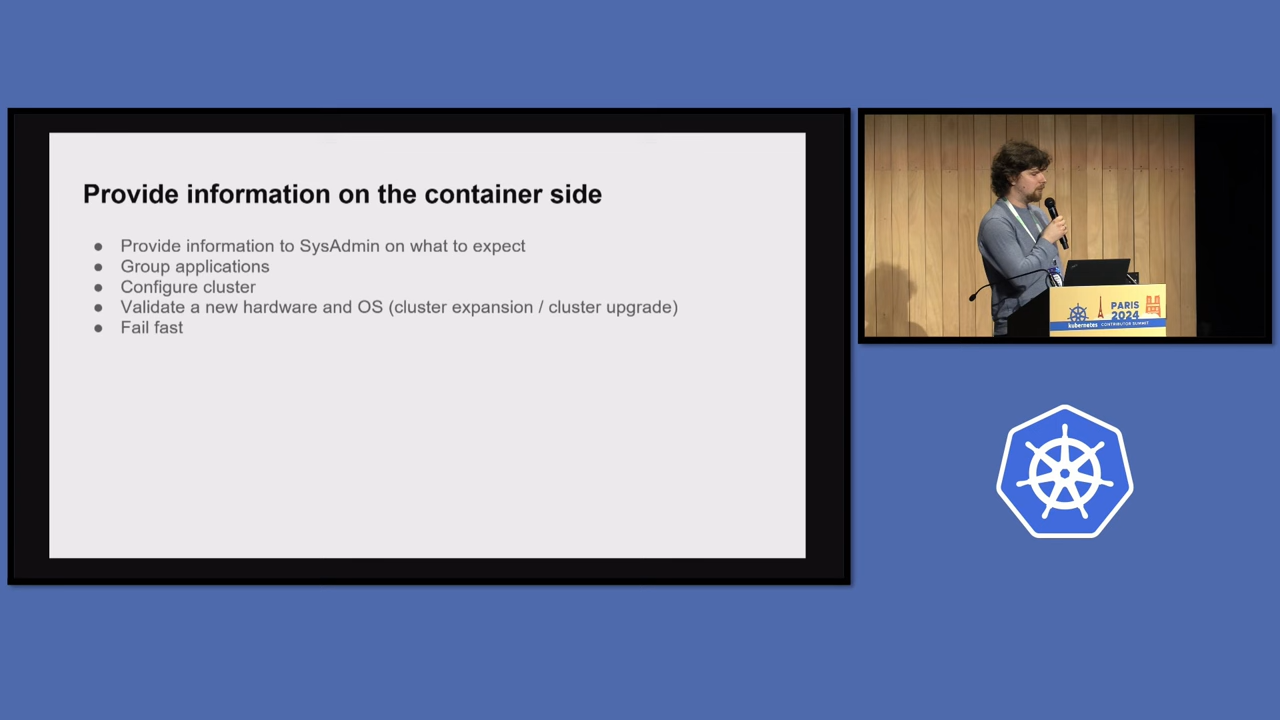 Provide information on the container side
● Provide information to SysAdmin on what to expect
● Group applications
● Configure cluster
● Validate a new hardware and OS (cluster expansion / cluster upgrade)
● Fail fast
PARIS
2024
kubernetes CONTRIBUTOR SUMMIT